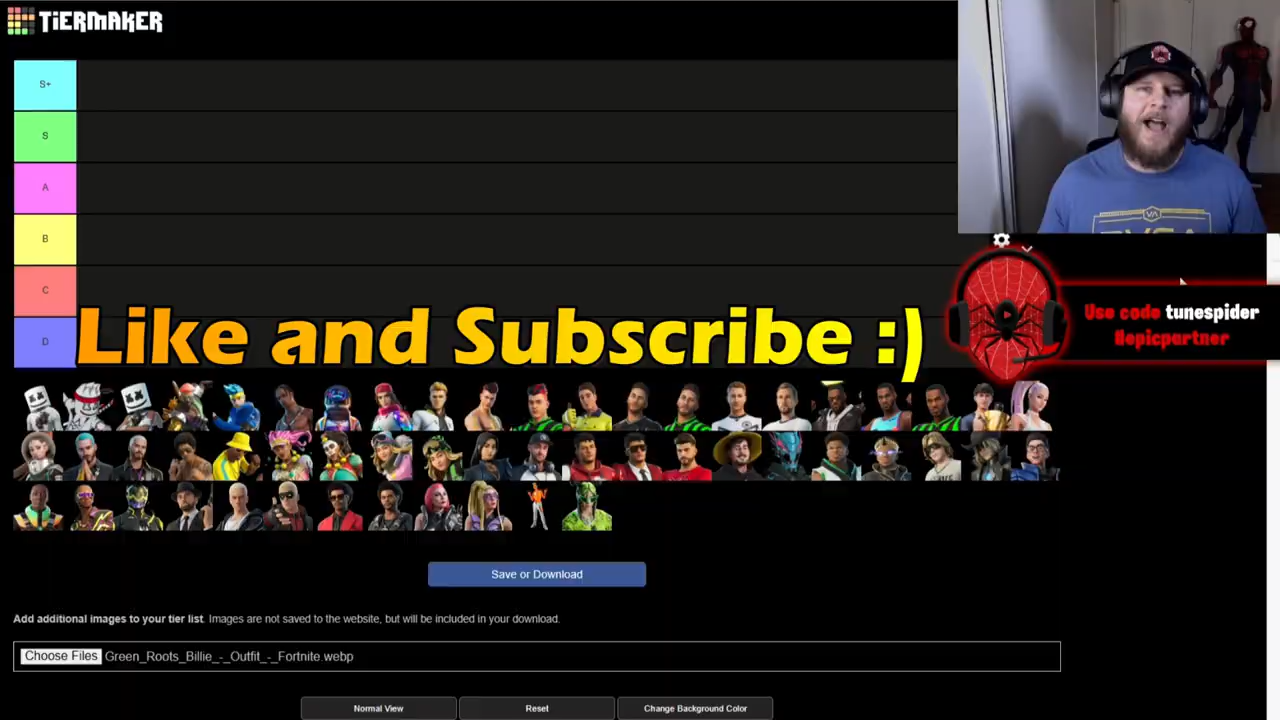 TiERMAKER
S+
S
A
B
C
D
Like and Subscribe :)
VA
Use code tunespider
#epicpartner
Save or Download
Add additional images to your tier list. Images are not saved to the website, but will be included in your download.
Choose Files Green_Roots_Billie_-_Outfit_-_Fortnite.webp
Normal View
Reset
Change Background Color